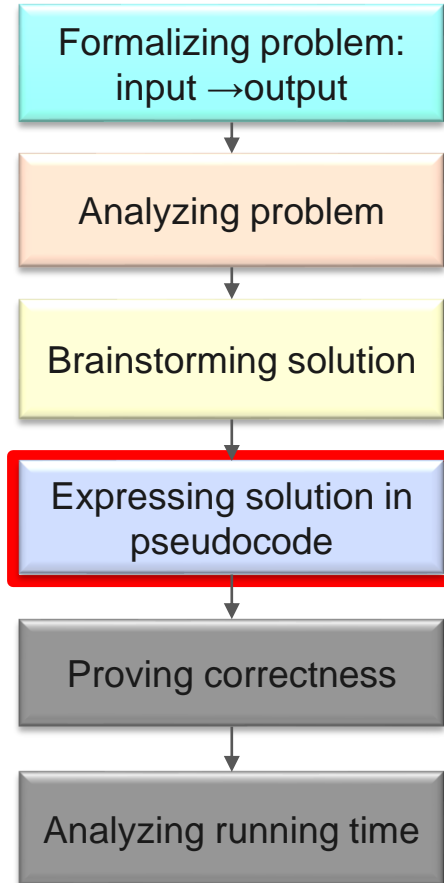 Formalizing problem:
input →output
Analyzing problem
Brainstorming solution
Expressing solution in
pseudocode
Proving correctness
Analyzing running time